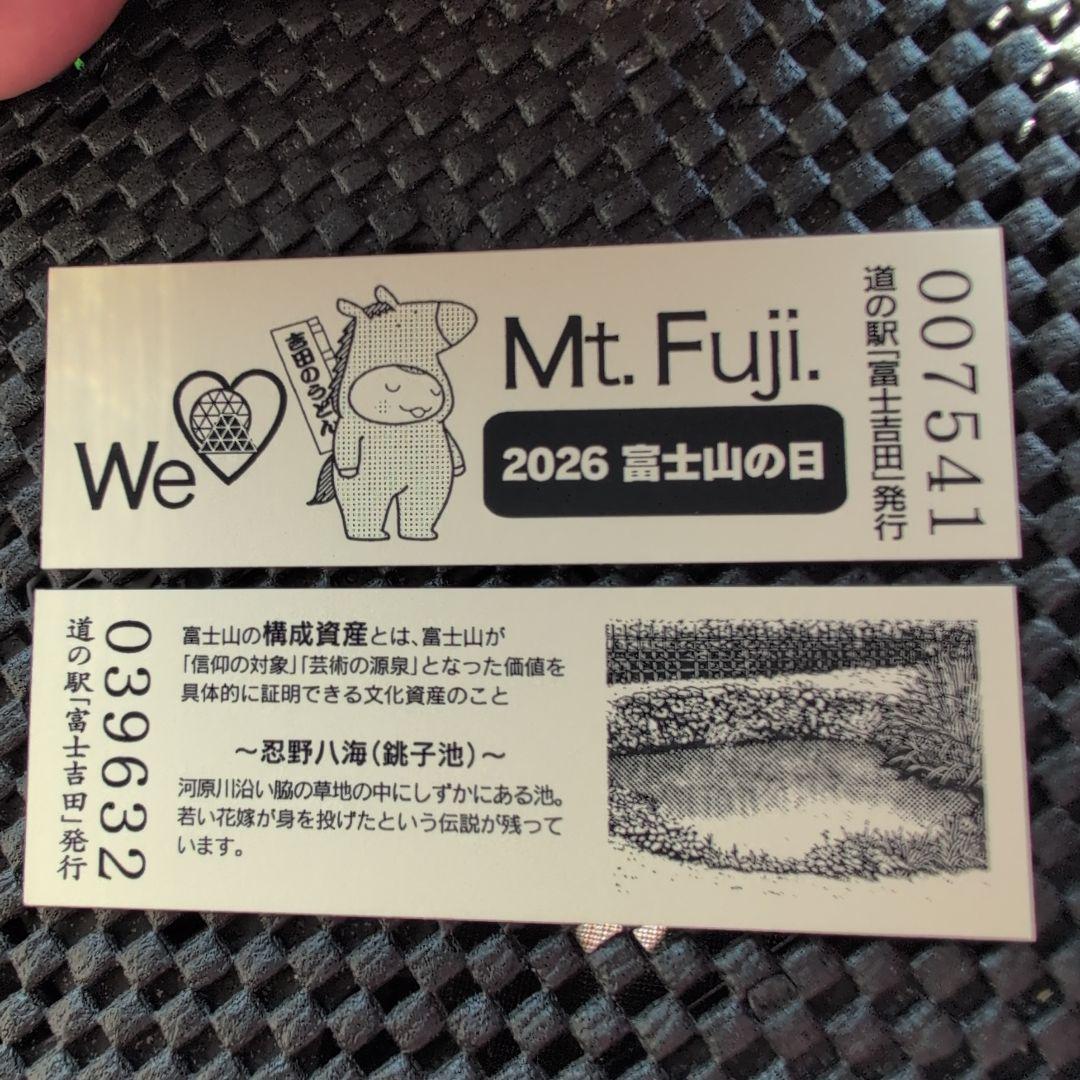 We
吉田のうどん
Mt. Fuji.
2026 富士山の日
道の駅「富士吉田」発行
007541
道の駅「富士吉田」発行
039632
富士山の構成資産とは、富士山が
「信仰の対象」「芸術の源泉」となった価値を
具体的に証明できる文化資産のこと
～忍野八海（銚子池）～
河原川沿い脇の草地の中にしずかにある池。
若い花嫁が身を投げたという伝説が残って
います。